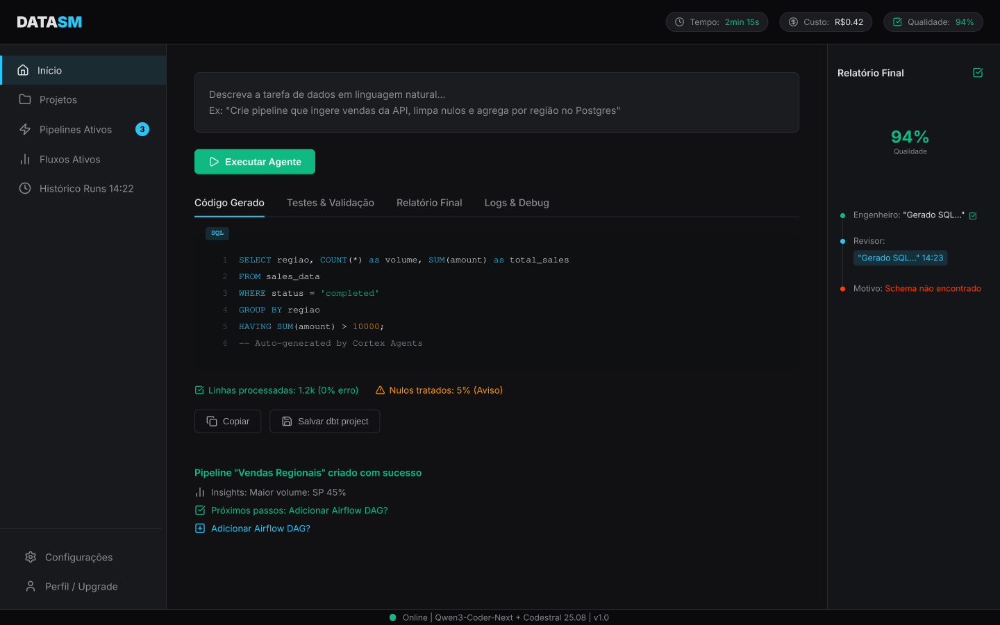 DATASM
Tempo: 2min 15s
Custo: R$0.42
Qualidade: 94%
Início
Projetos
Pipelines Ativos
3
Fluxos Ativos
Histórico Runs 14:22
Configurações
Perfil / Upgrade
Descreva a tarefa de dados em linguagem natural...
Ex: "Crie pipeline que ingere vendas da API, limpa nulos e agrega por região no Postgres"
Executar Agente
Código Gerado
Testes & Validação
Relatório Final
Logs & Debug
SQL
1 SELECT regiao, COUNT(*) as volume, SUM(amount) as total_sales
2 FROM sales_data
3 WHERE status = 'completed'
4 GROUP BY regiao
5 HAVING SUM(amount) > 10000;
6 -- Auto-generated by Cortex Agents
Linhas processadas: 1.2k (0% erro)
Nulos tratados: 5% (Aviso)
Copiar
Salvar dbt project
Pipeline "Vendas Regionais" criado com sucesso
Insights: Maior volume: SP 45%
Próximos passos: Adicionar Airflow DAG?
Adicionar Airflow DAG?
Relatório Final
94%
Qualidade
Engenheiro: "Gerado SQL..."
Revisor:
"Gerado SQL..." 14:23
Motivo: Schema não encontrado
Online | Qwen3-Coder-Next + Codestral 25.08 | v1.0